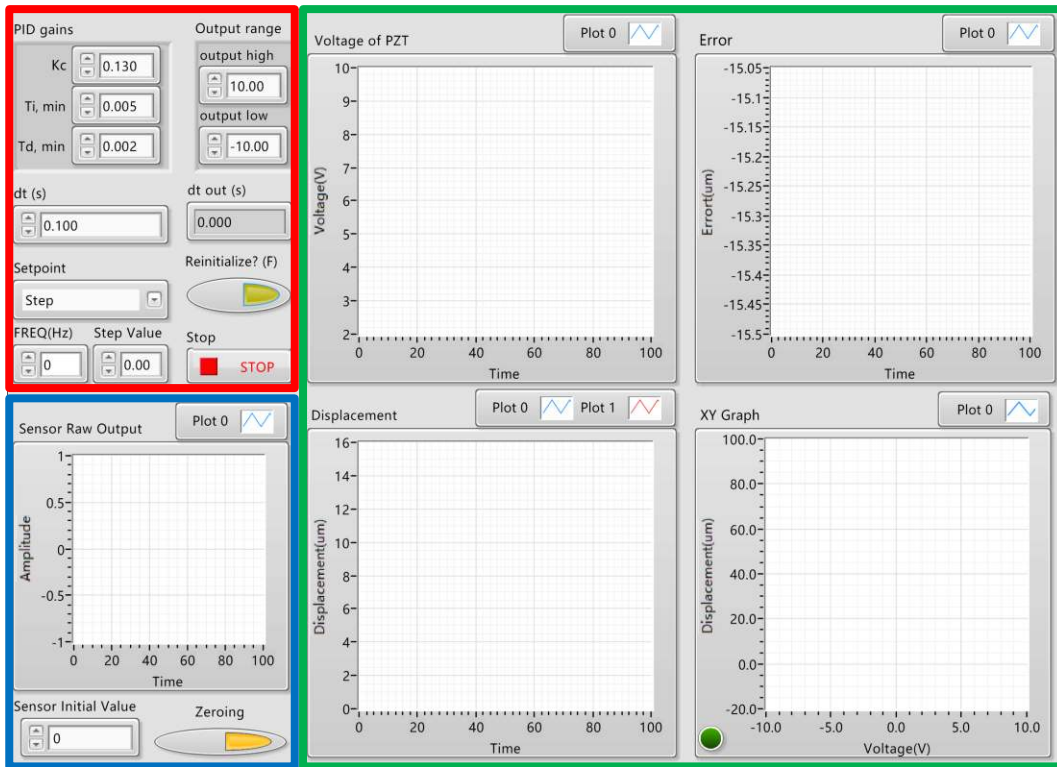 PID gains
Kc 0.130
Ti, min 0.005
Td, min 0.002
Output range
output high
10.00
output low
-10.00
dt (s)
0.100
dt out (s)
0.000
Setpoint
Step
Reinitialize? (F)
FREQ(Hz)
0
Step Value
0.00
Stop
STOP
Voltage of PZT
Plot 0
Voltage(V)
10
9
8
7
6
5
4
3
2
0 20 40 60 80 100
Time
Error
Plot 0
Errort(um)
-15.05
-15.1
-15.15
-15.2
-15.25
-15.3
-15.35
-15.4
-15.45
-15.5
0 20 40 60 80 100
Time
Sensor Raw Output
Plot 0
Amplitude
1
0.5
0
-0.5
-1
0 20 40 60 80 100
Time
Sensor Initial Value
0
Zeroing
Displacement
Plot 0 Plot 1
Displacement(um)
16
14
12
10
8
6
4
2
0
0 20 40 60 80 100
Time
XY Graph
Plot 0
Displacement(um)
100.0
80.0
60.0
40.0
20.0
0.0
-20.0
-10.0 -5.0 0.0 5.0 10.0
Voltage(V)